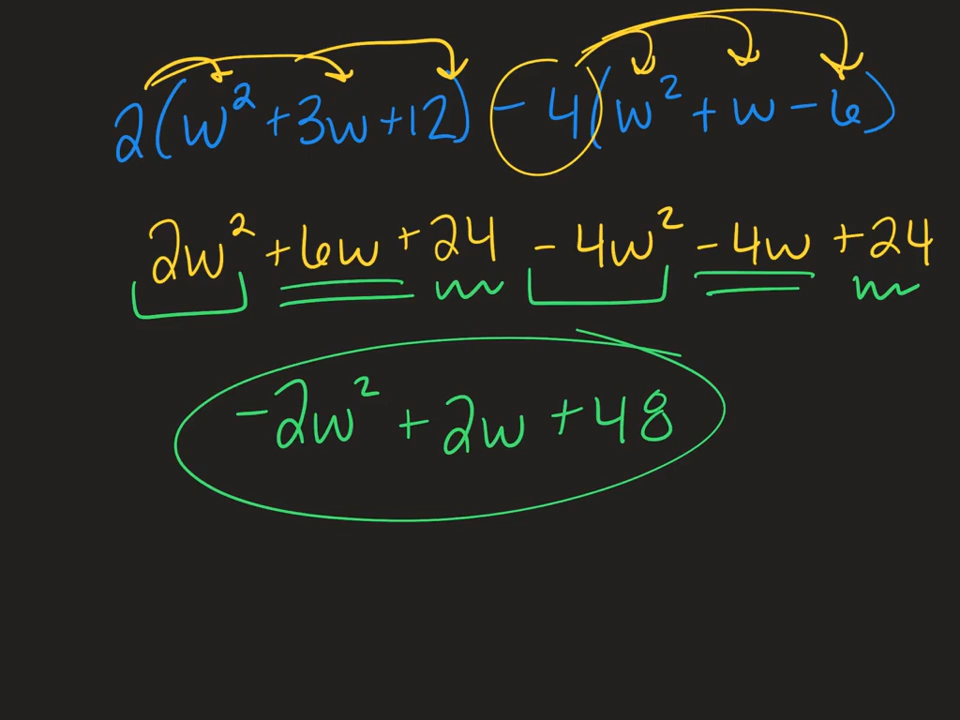 2(w² +3w +12) - 4(w² + w - 6)
2w² +6w +24 - 4w² - 4w +24
-2w² + 2w +48